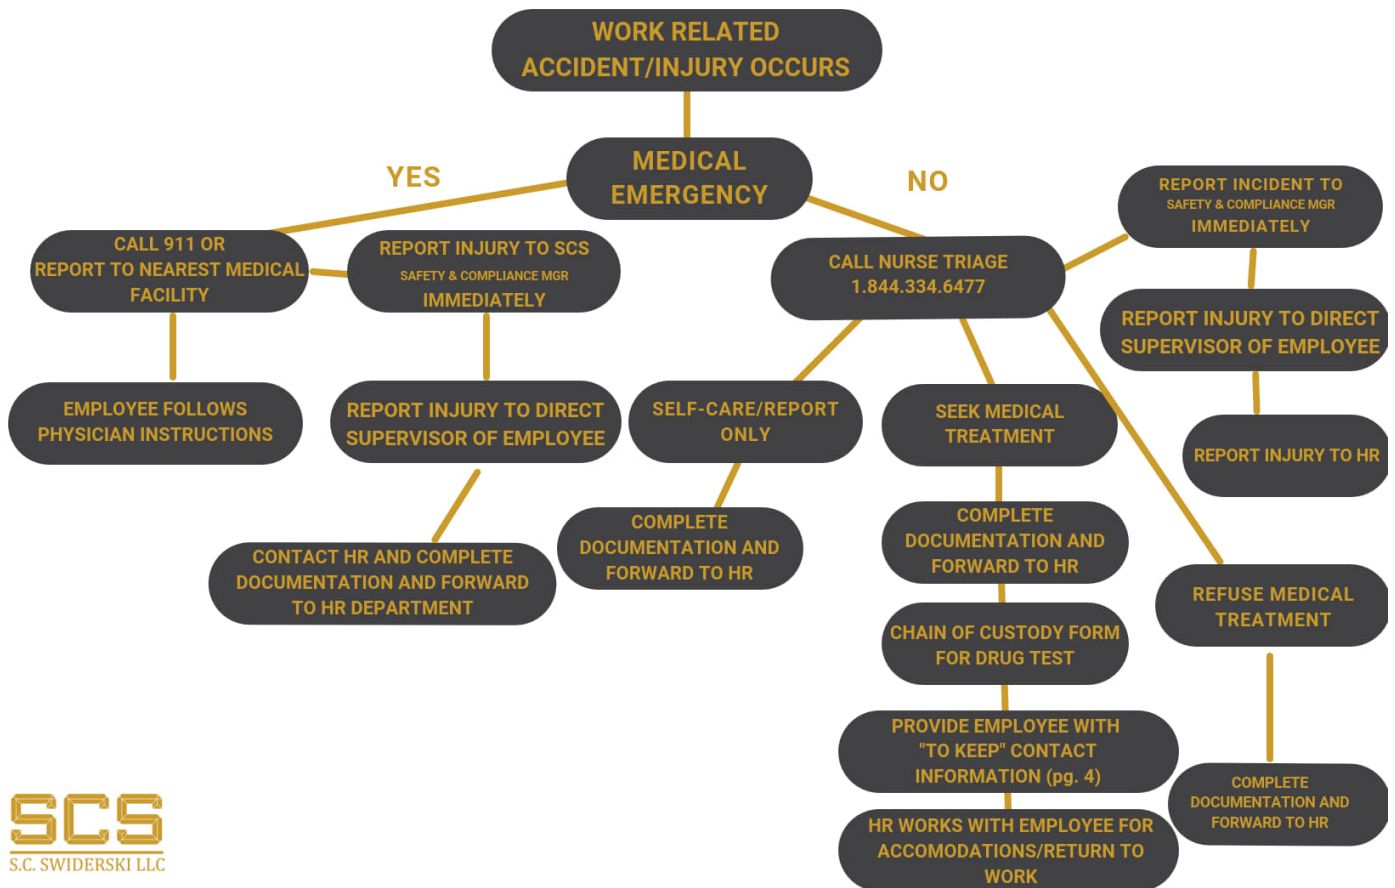 WORK RELATED
ACCIDENT/INJURY OCCURS
MEDICAL
EMERGENCY
YES
NO
CALL 911 OR
REPORT TO NEAREST MEDICAL
FACILITY
REPORT INJURY TO SCS
SAFETY & COMPLIANCE MGR
IMMEDIATELY
CALL NURSE TRIAGE
1.844.334.6477
REPORT INCIDENT TO
SAFETY & COMPLIANCE MGR
IMMEDIATELY
REPORT INJURY TO DIRECT
SUPERVISOR OF EMPLOYEE
REPORT INJURY TO HR
EMPLOYEE FOLLOWS
PHYSICIAN INSTRUCTIONS
REPORT INJURY TO DIRECT
SUPERVISOR OF EMPLOYEE
CONTACT HR AND COMPLETE
DOCUMENTATION AND FORWARD
TO HR DEPARTMENT
SELF-CARE/REPORT
ONLY
COMPLETE
DOCUMENTATION AND
FORWARD TO HR
SEEK MEDICAL
TREATMENT
COMPLETE
DOCUMENTATION AND
FORWARD TO HR
CHAIN OF CUSTODY FORM
FOR DRUG TEST
PROVIDE EMPLOYEE WITH
"TO KEEP" CONTACT
INFORMATION (pg. 4)
HR WORKS WITH EMPLOYEE FOR
ACCOMODATIONS/RETURN TO
WORK
REFUSE MEDICAL
TREATMENT
COMPLETE
DOCUMENTATION AND
FORWARD TO HR
SCS
S.C. SWIDERSKI LLC